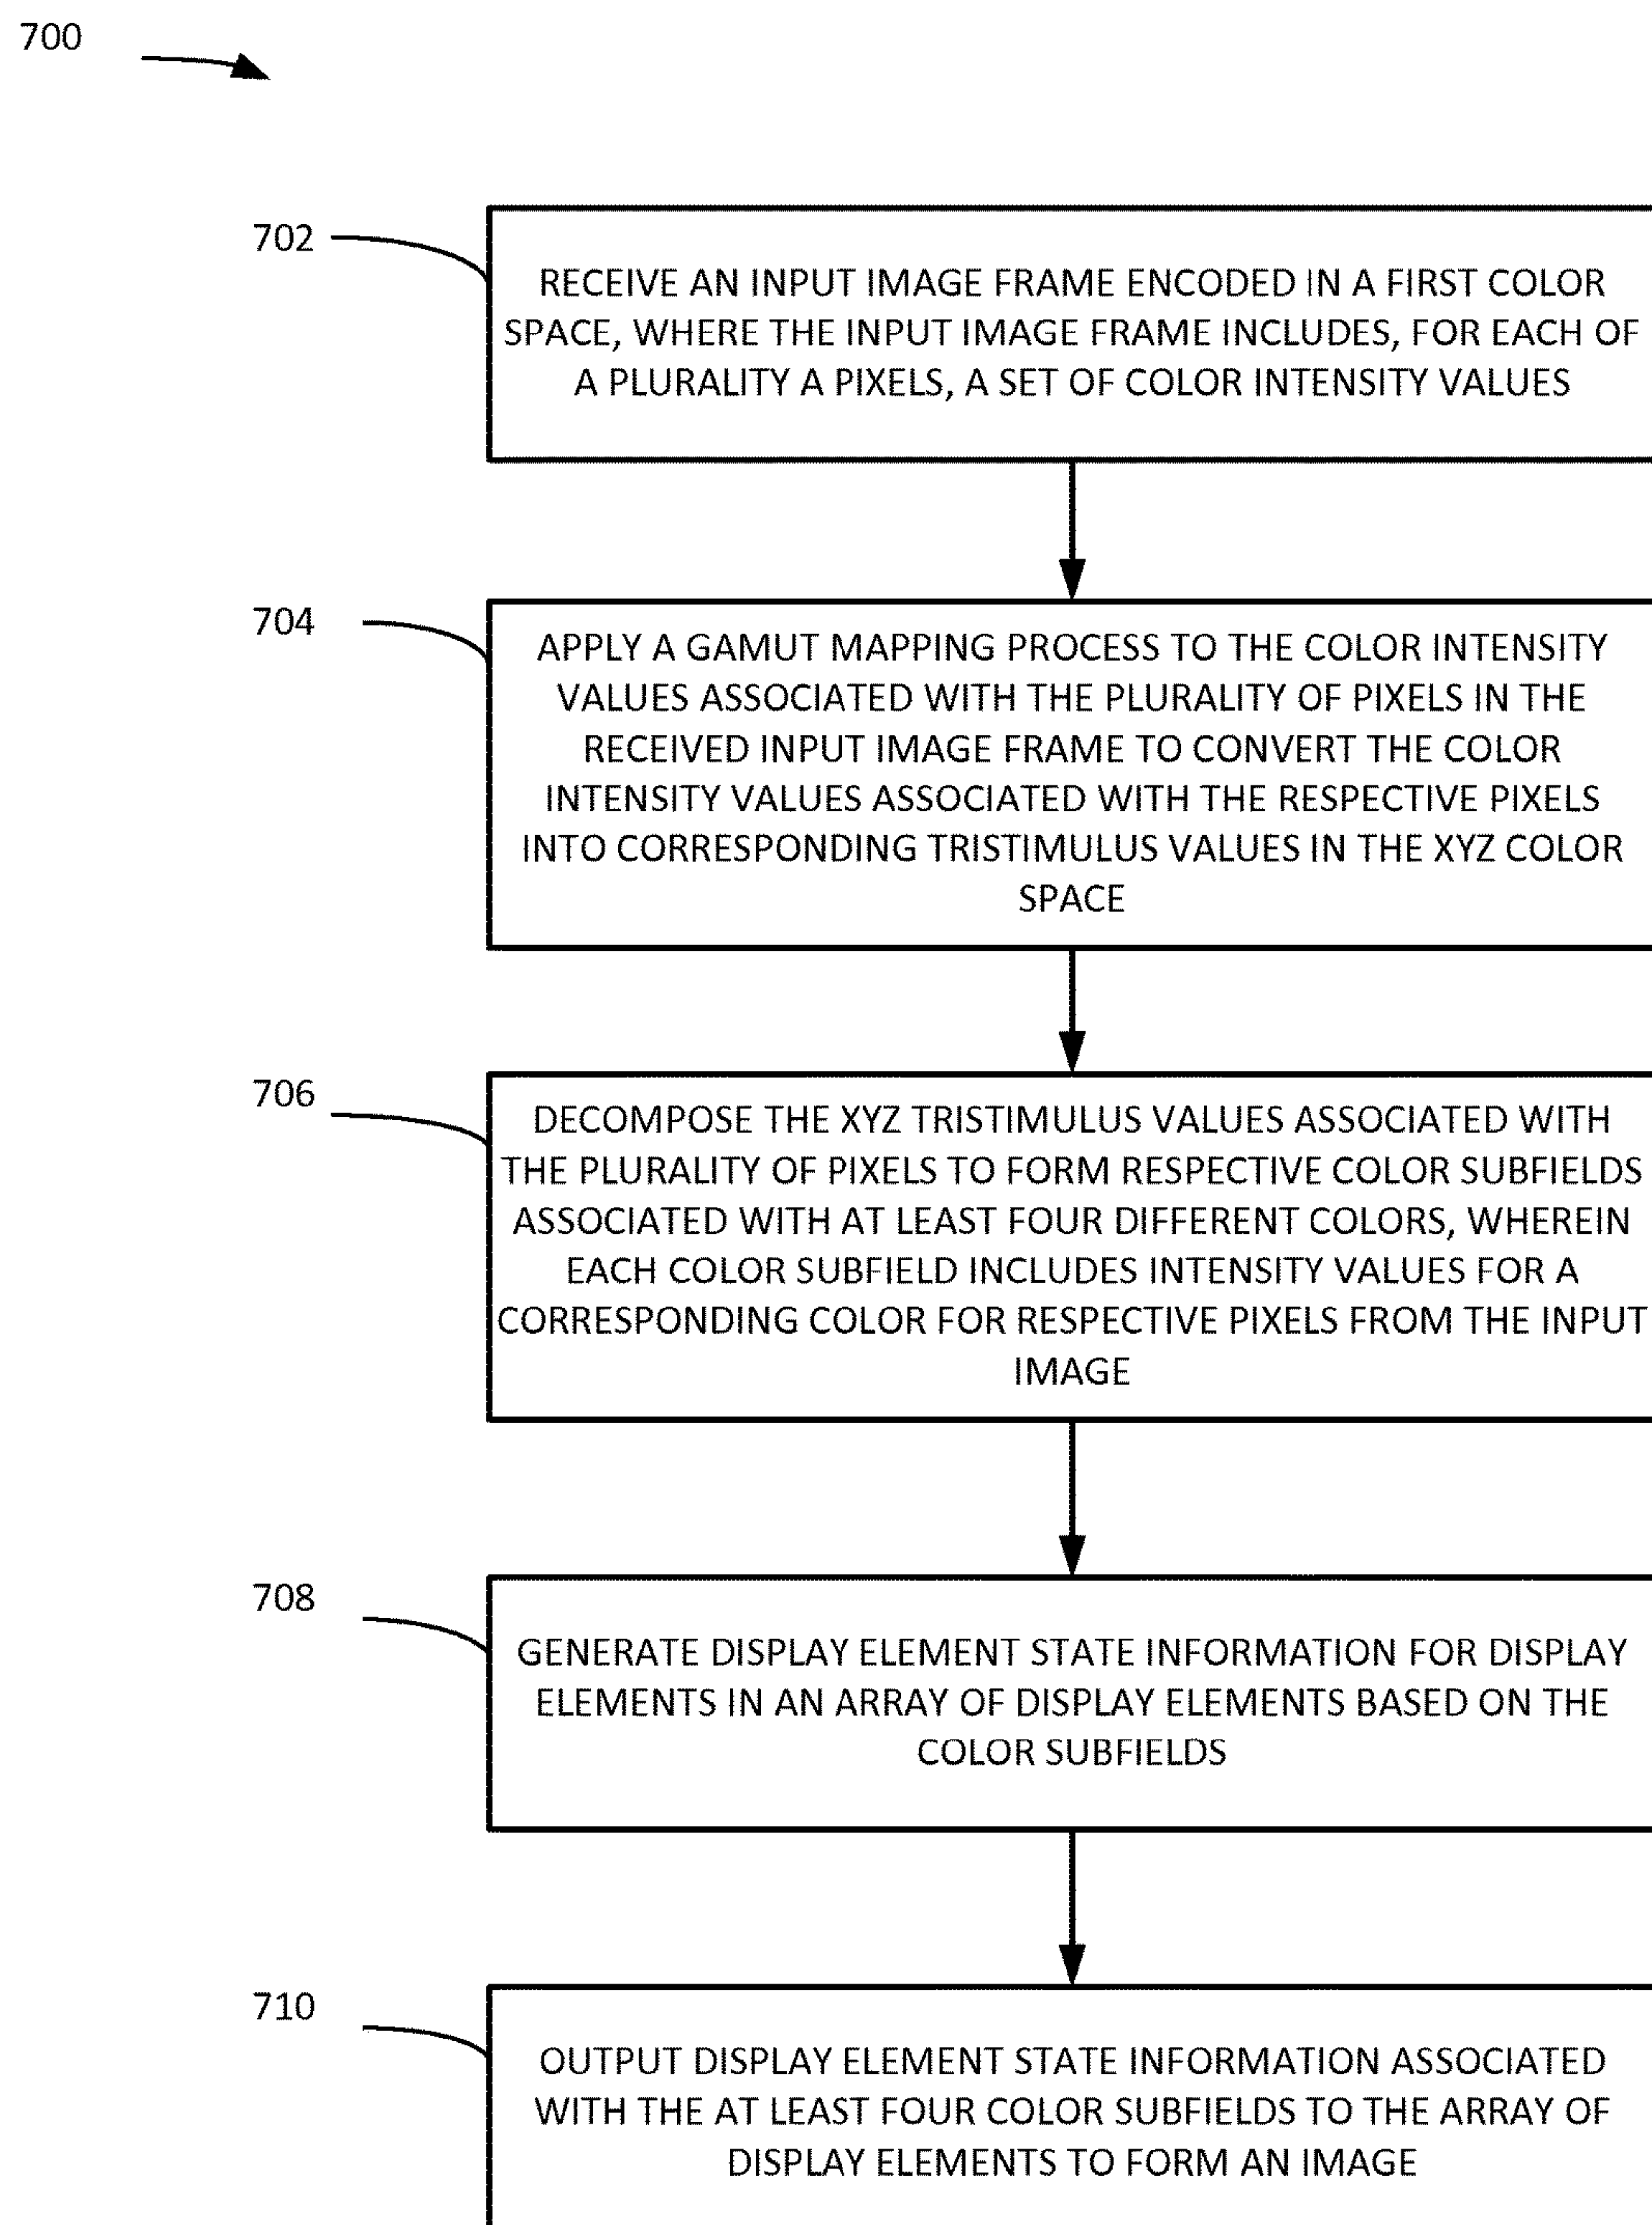 700
702
RECEIVE AN INPUT IMAGE FRAME ENCODED IN A FIRST COLOR
SPACE, WHERE THE INPUT IMAGE FRAME INCLUDES, FOR EACH OF
A PLURALITY A PIXELS, A SET OF COLOR INTENSITY VALUES
704
APPLY A GAMUT MAPPING PROCESS TO THE COLOR INTENSITY
VALUES ASSOCIATED WITH THE PLURALITY OF PIXELS IN THE
RECEIVED INPUT IMAGE FRAME TO CONVERT THE COLOR
INTENSITY VALUES ASSOCIATED WITH THE RESPECTIVE PIXELS
INTO CORRESPONDING TRISTIMULUS VALUES IN THE XYZ COLOR
SPACE
706
DECOMPOSE THE XYZ TRISTIMULUS VALUES ASSOCIATED WITH
THE PLURALITY OF PIXELS TO FORM RESPECTIVE COLOR SUBFIELDS
ASSOCIATED WITH AT LEAST FOUR DIFFERENT COLORS, WHEREIN
EACH COLOR SUBFIELD INCLUDES INTENSITY VALUES FOR A
CORRESPONDING COLOR FOR RESPECTIVE PIXELS FROM THE INPUT
IMAGE
708
GENERATE DISPLAY ELEMENT STATE INFORMATION FOR DISPLAY
ELEMENTS IN AN ARRAY OF DISPLAY ELEMENTS BASED ON THE
COLOR SUBFIELDS
710
OUTPUT DISPLAY ELEMENT STATE INFORMATION ASSOCIATED
WITH THE AT LEAST FOUR COLOR SUBFIELDS TO THE ARRAY OF
DISPLAY ELEMENTS TO FORM AN IMAGE